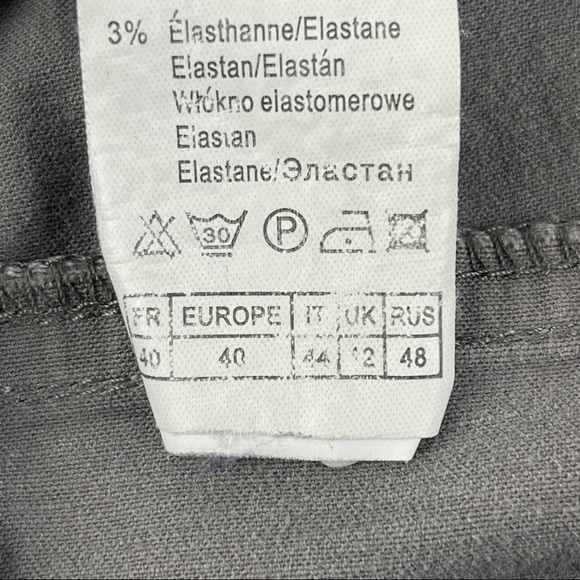 3% Élasthanne/Elastane
Elastan/Elastán
Włókno elastomerowe
Elastan
Elastane/Эластан
30 P
FR EUROPE IT UK RUS
40 40 44 12 48